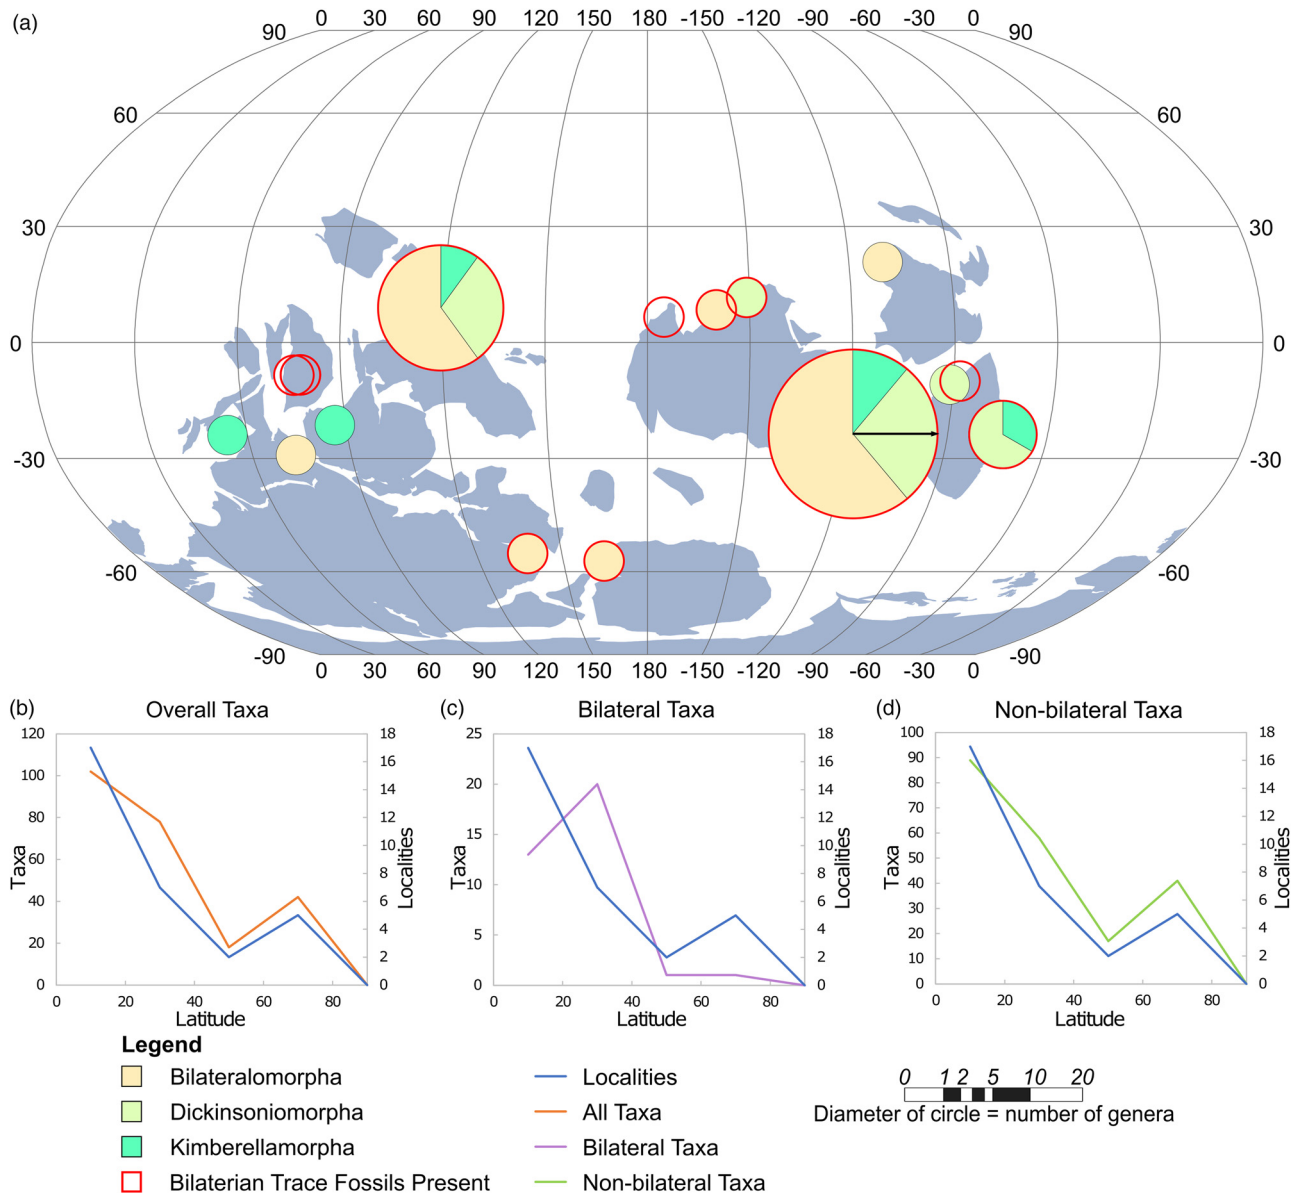 (a)
0 30 60 90 120 150 180 -150 -120 -90 -60 -30 0
90 90
60 60
30 30
0 0
-30 -30
-60 -60
-90 -90
0 30 60 90 120 150 180 -150 -120 -90 -60 -30 0
(b) Overall Taxa
120 18
100 16
80 14
60 12
40 10
20 8
0 6
4
2
0
Taxa
Localities
0 20 40 60 80
Latitude
(c) Bilateral Taxa
25 18
20 16
15 14
10 12
5 10
0 8
6
4
2
0
Taxa
Localities
0 20 40 60 80
Latitude
(d) Non-bilateral Taxa
100 18
90 16
80 14
70 12
60 10
50 8
40 6
30 4
20 2
10 0
0
Taxa
Localities
0 20 40 60 80
Latitude
Legend
Bilateralomorpha
Dickinsoniomorpha
Kimberellamorpha
Bilaterian Trace Fossils Present
Localities
All Taxa
Bilateral Taxa
Non-bilateral Taxa
0 1 2 5 10 20
Diameter of circle = number of genera